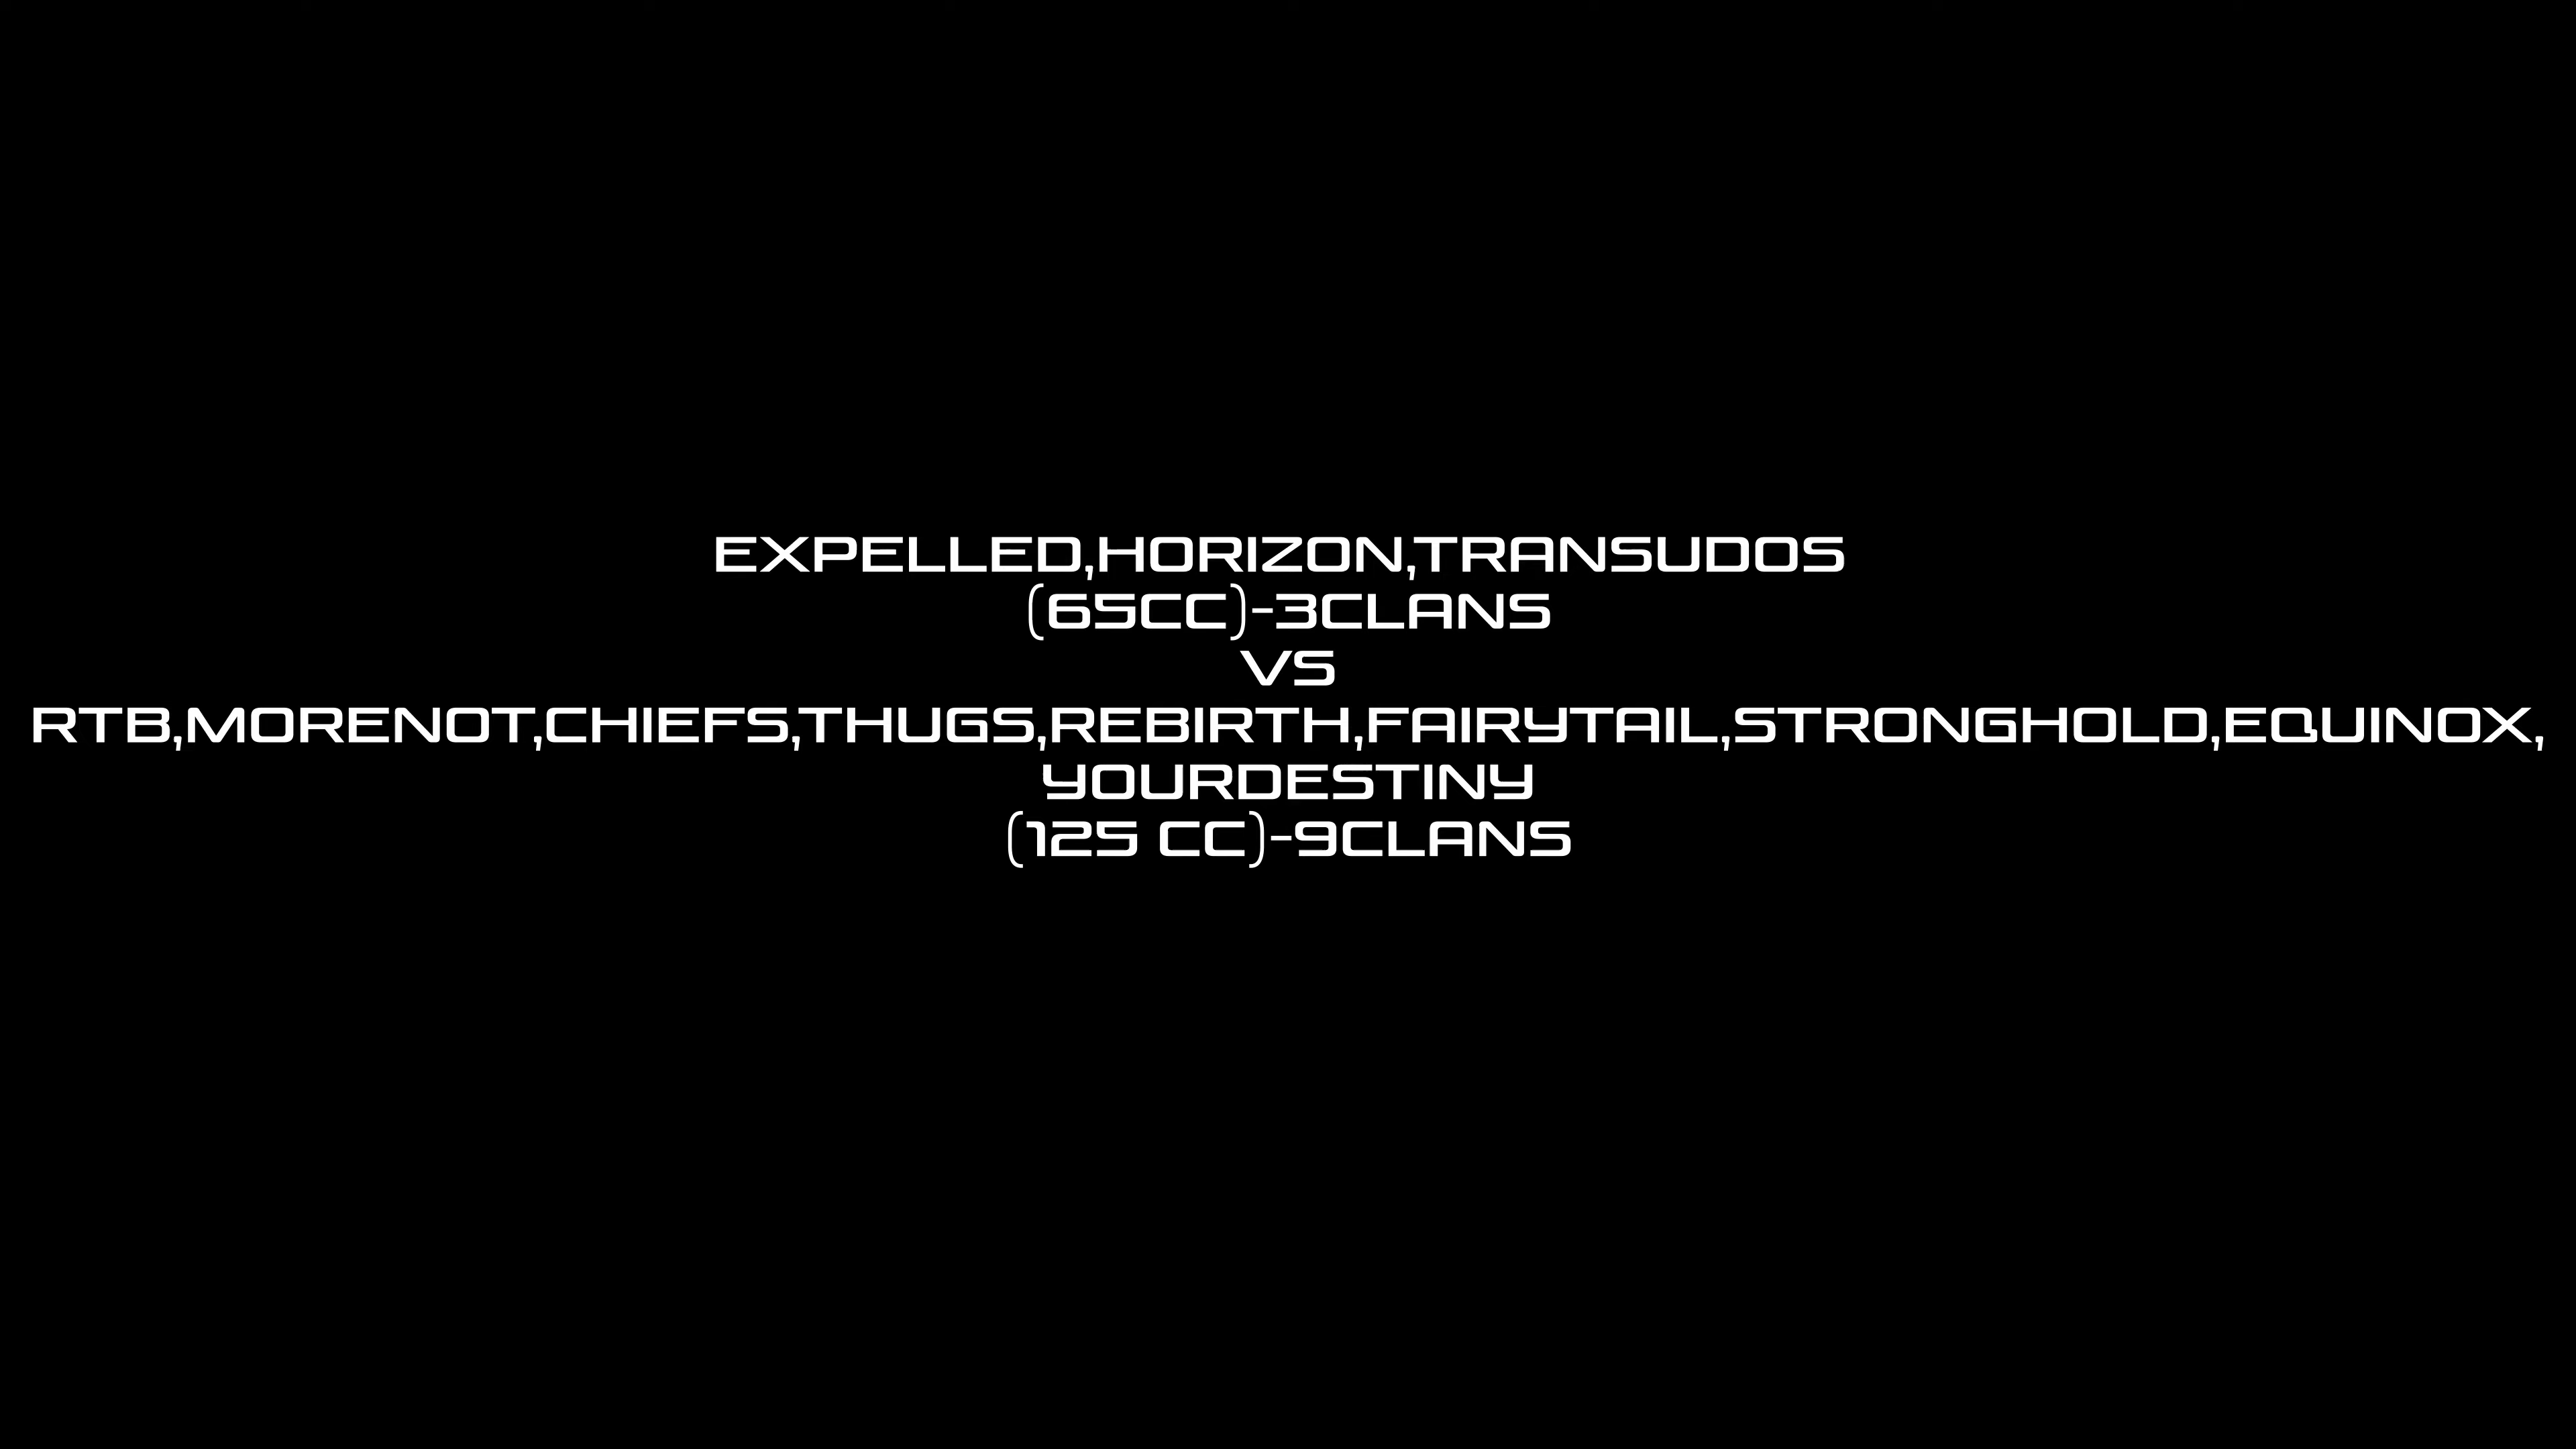 EXPELLED,HORIZON,TRANSUDOS
(65CC)-3CLANS
VS
RTB,MORENOT,CHIEFS,THUGS,REBIRTH,FAIRYTAIL,STRONGHOLD,EQUINOX,
YOURDESTINY
(125 CC)-9CLANS